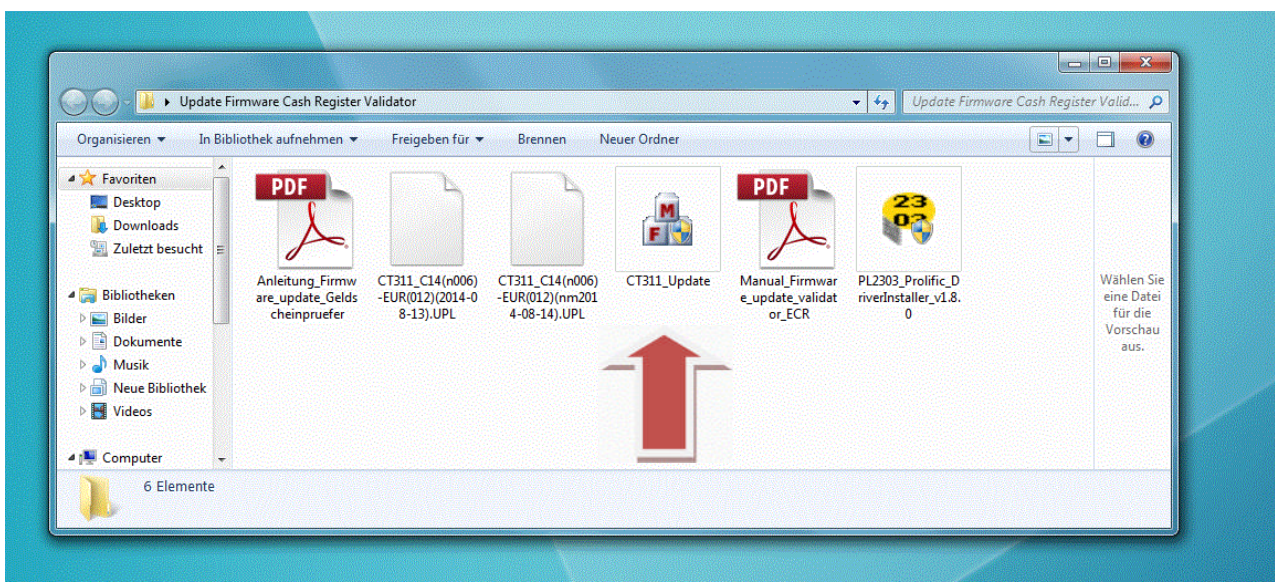 Update Firmware Cash Register Validator
Update Firmware Cash Register Valid...
Organisieren
In Bibliothek aufnehmen
Freigeben für
Brennen
Neuer Ordner
Favoriten
Desktop
Downloads
Zuletzt besucht
Bibliotheken
Bilder
Dokumente
Musik
Neue Bibliothek
Videos
Computer
PDF
Anleitung_Firmw
are_update_Gelds
cheinpruefer
CT311_C14(n006)
-EUR(012)(2014-0
8-13).UPL
CT311_C14(n006)
-EUR(012)(nm201
4-08-14).UPL
M
F
CT311_Update
PDF
Manual_Firmwar
e_update_validat
or_ECR
23
03
PL2303_Prolific_D
riverInstaller_v1.8.
0
Wählen Sie
eine Datei
für die
Vorschau
aus.
6 Elemente